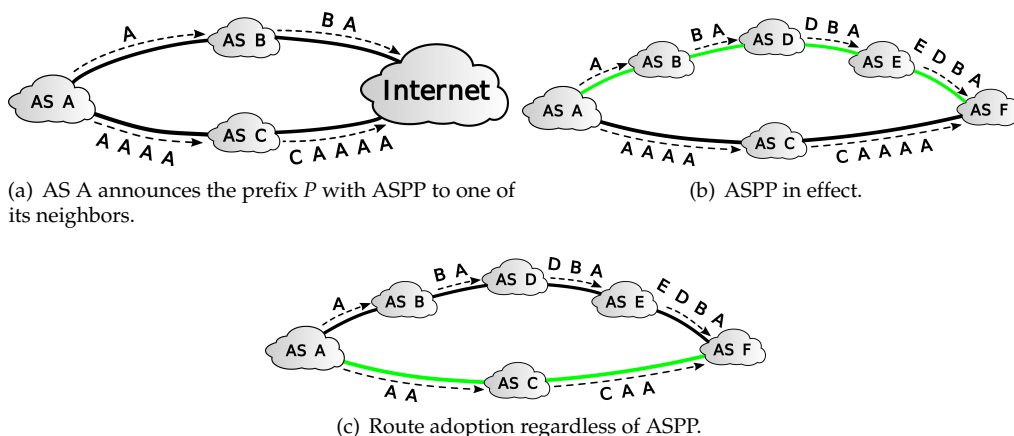 A
AS B
B A
AS A
Internet
A A A A
AS C
C A A A A
(a) AS A announces the prefix P with ASPP to one of
its neighbors.
A
AS B
B A
AS D
D B A
AS E
E D B A
AS A
AS F
A A A A
AS C
C A A A A
(b) ASPP in effect.
A
AS B
B A
AS D
D B A
AS E
E D B A
AS A
AS F
A A
AS C
C A A
(c) Route adoption regardless of ASPP.